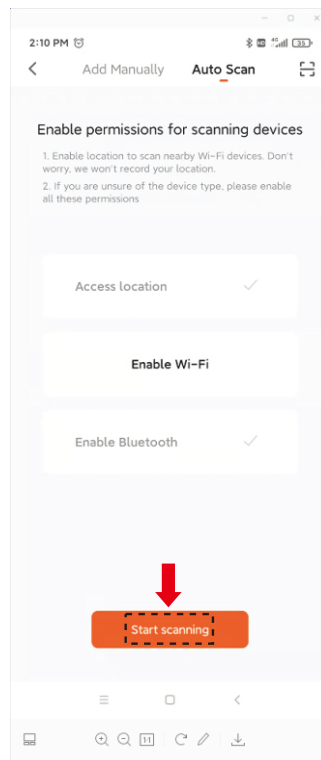 2:10 PM
Add Manually Auto Scan
Enable permissions for scanning devices
1. Enable location to scan nearby Wi-Fi devices. Don't
worry, we won't record your location.
2. If you are unsure of the device type, please enable
all these permissions
Access location
Enable Wi-Fi
Enable Bluetooth
Start scanning
1:1